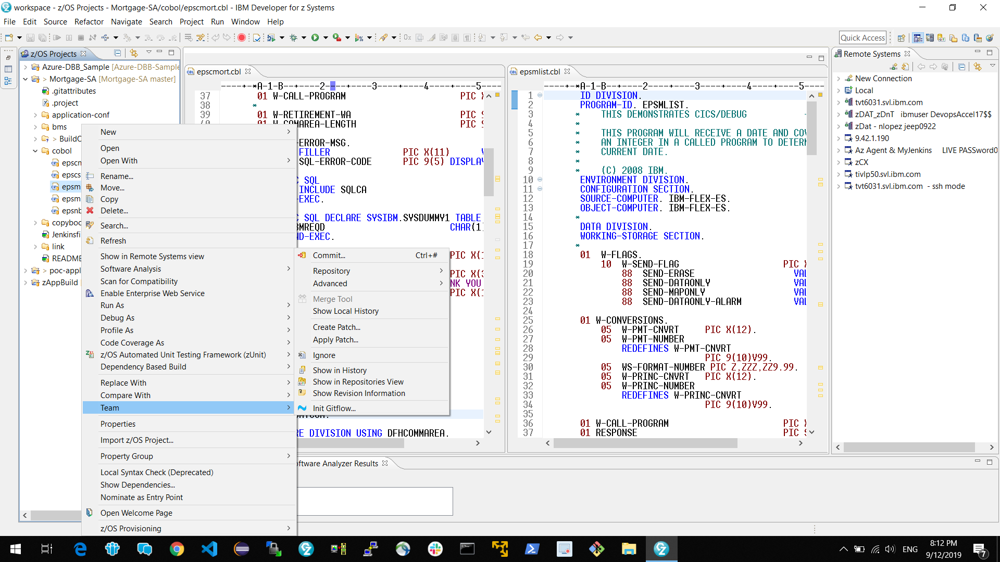 workspace - z/OS Projects - Mortgage-SA/cobol/epscmort.cbl - IBM Developer for z Systems
File Edit Source Refactor Navigate Search Project Run Window Help
Quick Access
z/OS Projects
Azure-DBB_Sample [Azure-DBB-Sample
> Mortgage-SA [Mortgage-SA master]
.gitattributes
.project
application-conf
bms
> BuildC
cobol
epscm
epscs
epsm
epsm
epsnb
copyboo
Jenkinsfi
link
README
> poc-appl
zAppBuild
New
Open
Open With
Rename...
Move...
Copy
Delete...
Search...
Refresh
Show in Remote Systems view
Software Analysis
Scan for Compatibility
Enable Enterprise Web Service
Run As
Debug As
Profile As
Code Coverage As
z/OS Automated Unit Testing Framework (zUnit)
Dependency Based Build
Replace With
Compare With
Team
Properties
Import z/OS Project...
Property Group
Local Syntax Check (Deprecated)
Show Dependencies...
Nominate as Entry Point
Open Welcome Page
z/OS Provisioning
Commit... Ctrl+#
Repository
Advanced
Merge Tool
Show Local History
Create Patch...
Apply Patch...
Ignore
Show in History
Show in Repositories View
Show Revision Information
Init Gitflow...
epscmort.cbl
----+-*A-1-B--+----2----+----3----+----4----+----5----
37 01 W-CALL-PROGRAM PIC X
38 *
39 01 W-RETIREMENT-WA PIC 9
40 01 W-COMAREA-LENGTH PIC 9
-ERROR-MSG.
FILLER PIC X(11)
SQL-ERROR-CODE PIC 9(5) DISPLAY
C SQL
INCLUDE SQLCA
-EXEC.
C SQL DECLARE SYSIBM.SYSDUMMY1 TABLE
BMREQD CHAR(1)
ND-EXEC.
PIC X(1
PIC X(3
NK YOU
PIC X(1
RE DIVISION USING DFHCOMMAREA.
epsmlist.cbl
----+-*A-1-B--+----2----+----3----+----4----+----5----
1 ID DIVISION.
2 PROGRAM-ID. EPSMLIST.
3 * THIS DEMONSTRATES CICS/DEBUG -
4 *
5 * THIS PROGRAM WILL RECEIVE A DATE AND COV
6 * AN INTEGER IN A CALLED PROGRAM TO DETERM
7 * CURRENT DATE.
8 *
9 * (C) 2008 IBM.
10 ENVIRONMENT DIVISION.
11 CONFIGURATION SECTION.
12 SOURCE-COMPUTER. IBM-FLEX-ES.
13 OBJECT-COMPUTER. IBM-FLEX-ES.
14 *
15 DATA DIVISION.
16 WORKING-STORAGE SECTION.
17 *
18 01 W-FLAGS.
19 10 W-SEND-FLAG PIC X
20 88 SEND-ERASE VAL
21 88 SEND-DATAONLY VAL
22 88 SEND-MAPONLY VAL
23 88 SEND-DATAONLY-ALARM VAL
24
25 01 W-CONVERSIONS.
26 05 W-PMT-CNVRT PIC X(12).
27 05 W-PMT-NUMBER
28 REDEFINES W-PMT-CNVRT
29 PIC 9(10)V99.
30 05 WS-FORMAT-NUMBER PIC Z,ZZZ,ZZ9.99.
31 05 W-PRINC-CNVRT PIC X(12).
32 05 W-PRINC-NUMBER
33 REDEFINES W-PRINC-CNVRT
34 PIC 9(10)V99.
35
36 01 W-CALL-PROGRAM PIC X
37 01 RESPONSE PIC S
Remote Systems
New Connection
Local
tvt6031.svl.ibm.com
zDAT_zDnT ibmuser DevopsAccel17$$
zDat - nlopez jeep0922
9.42.1.190
Az Agent & MyJenkins LIVE PASSword0
zCX
tivlp50.svl.ibm.com
tvt6031.svl.ibm.com - ssh mode
oftware Analyzer Results
ENG
8:12 PM
9/12/2019
7